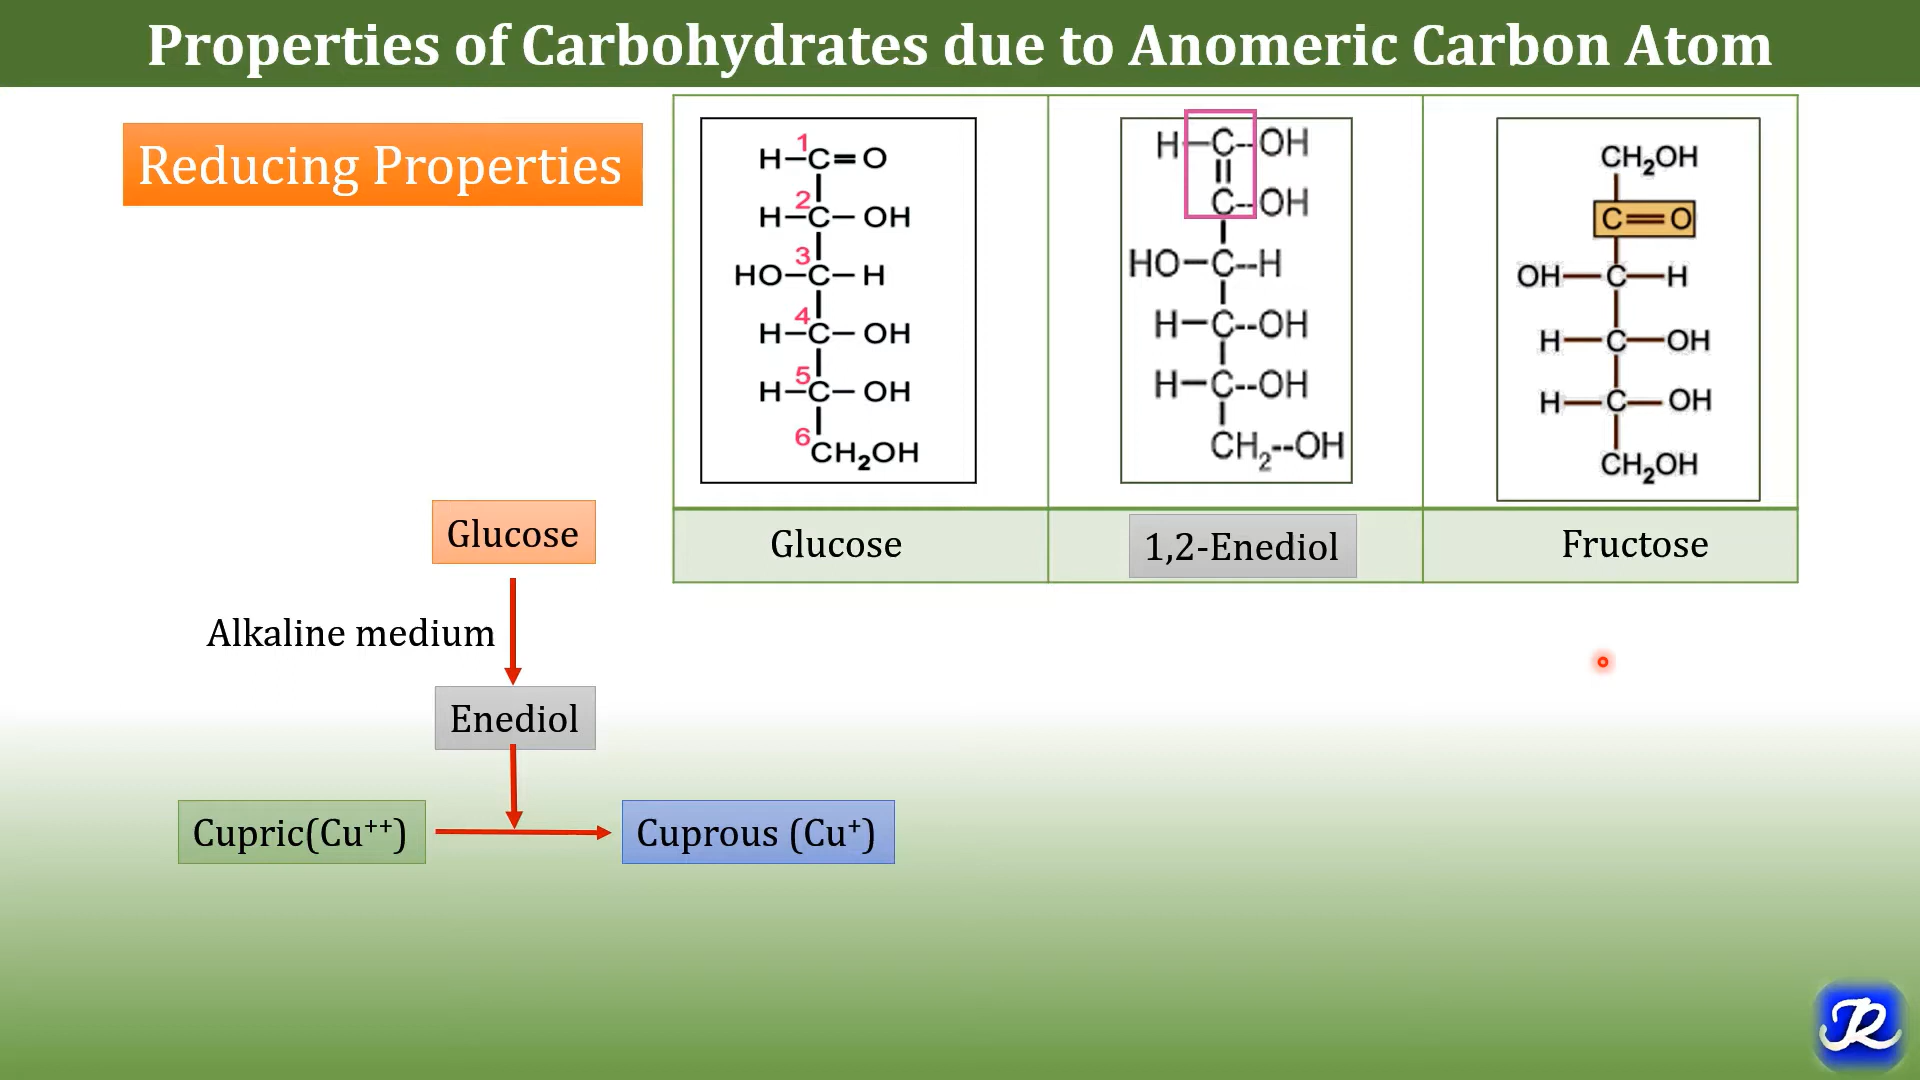 Properties of Carbohydrates due to Anomeric Carbon Atom
Reducing Properties
1
H–C=O
2
H–C–OH
3
HO–C–H
4
H–C–OH
5
H–C–OH
6
CH₂OH
H–C--OH
C--OH
HO–C--H
H–C--OH
H–C--OH
CH₂--OH
CH₂OH
C=O
OH–C–H
H–C–OH
H–C–OH
CH₂OH
Glucose
1,2-Enediol
Fructose
Glucose
Alkaline medium
Enediol
Cupric(Cu⁺⁺)
Cuprous (Cu⁺)
JR